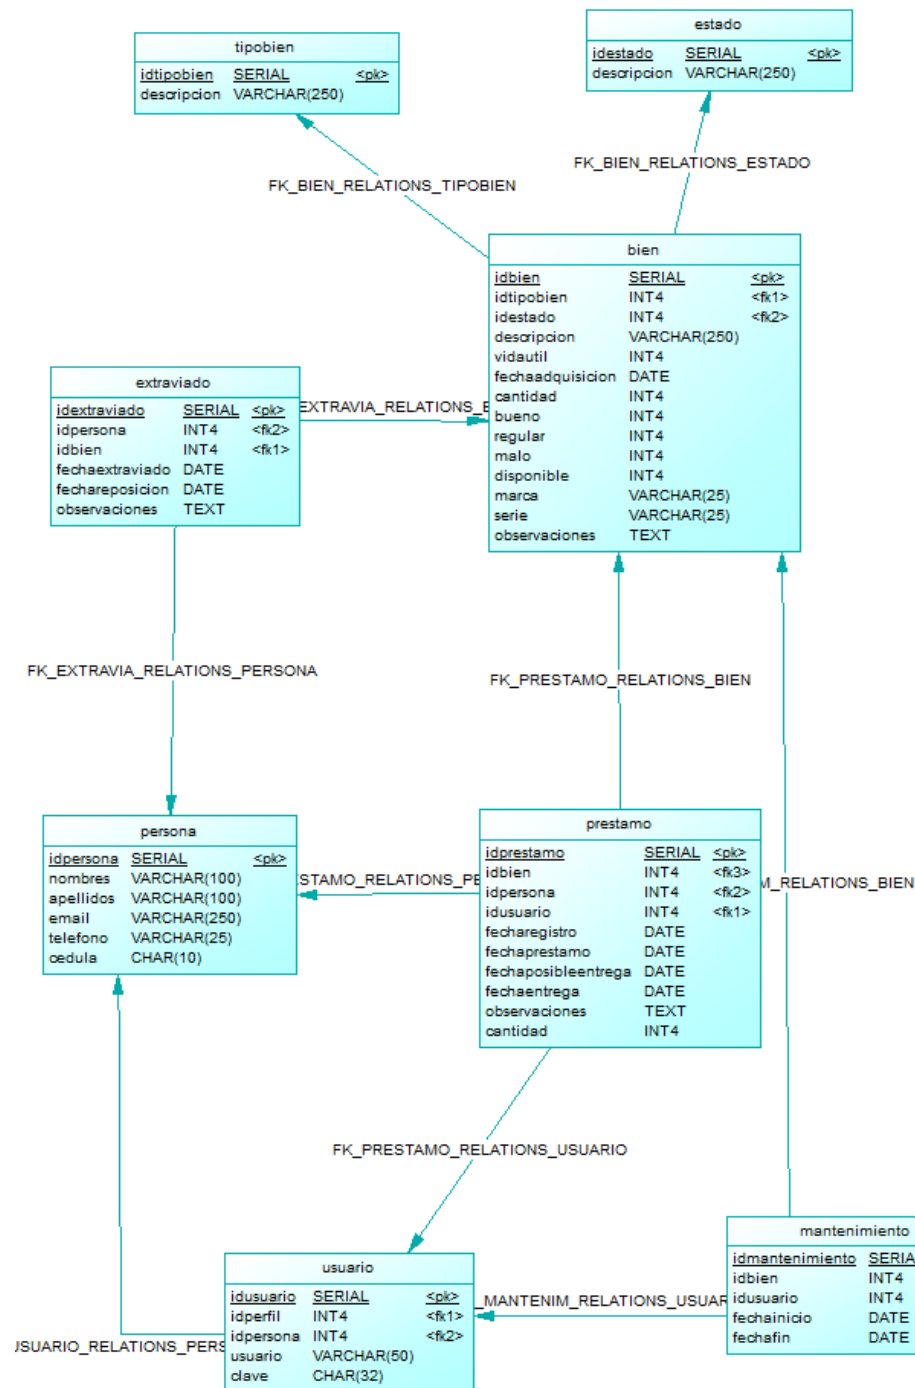 estado
idestado SERIAL <pk>
descripcion VARCHAR(250)
tipobien
idtipobien SERIAL <pk>
descripcion VARCHAR(250)
FK_BIEN_RELATIONS_ESTADO
FK_BIEN_RELATIONS_TIPOBIEN
bien
idbien SERIAL <pk>
idtipobien INT4 <fk1>
idestado INT4 <fk2>
descripcion VARCHAR(250)
vidautil INT4
fechaadquisicion DATE
cantidad INT4
bueno INT4
regular INT4
malo INT4
disponible INT4
marca VARCHAR(25)
serie VARCHAR(25)
observaciones TEXT
extraviado
idextraviado SERIAL <pk>
idpersona INT4 <fk2>
idbien INT4 <fk1>
fechaextraviado DATE
fechareposicion DATE
observaciones TEXT
EXTRAVIA_RELATIONS_B
FK_EXTRAVIA_RELATIONS_PERSONA
FK_PRESTAMO_RELATIONS_BIEN
persona
idpersona SERIAL <pk>
nombres VARCHAR(100)
apellidos VARCHAR(100)
email VARCHAR(250)
telefono VARCHAR(25)
cedula CHAR(10)
STAMO_RELATIONS_PE
prestamo
idprestamo SERIAL <pk>
idbien INT4 <fk3>
idpersona INT4 <fk2>
idusuario INT4 <fk1>
fecharegistro DATE
fechaprestamo DATE
fechaposibleentrega DATE
fechaentrega DATE
observaciones TEXT
cantidad INT4
M_RELATIONS_BIEN
FK_PRESTAMO_RELATIONS_USUARIO
mantenimiento
idmantenimiento SERIA
idbien INT4
idusuario INT4
fechainicio DATE
fechafin DATE
usuario
idusuario SERIAL <pk>
idperfil INT4 <fk1>
idpersona INT4 <fk2>
usuario VARCHAR(50)
clave CHAR(32)
_MANTENIM_RELATIONS_USUAR
USUARIO_RELATIONS_PERS